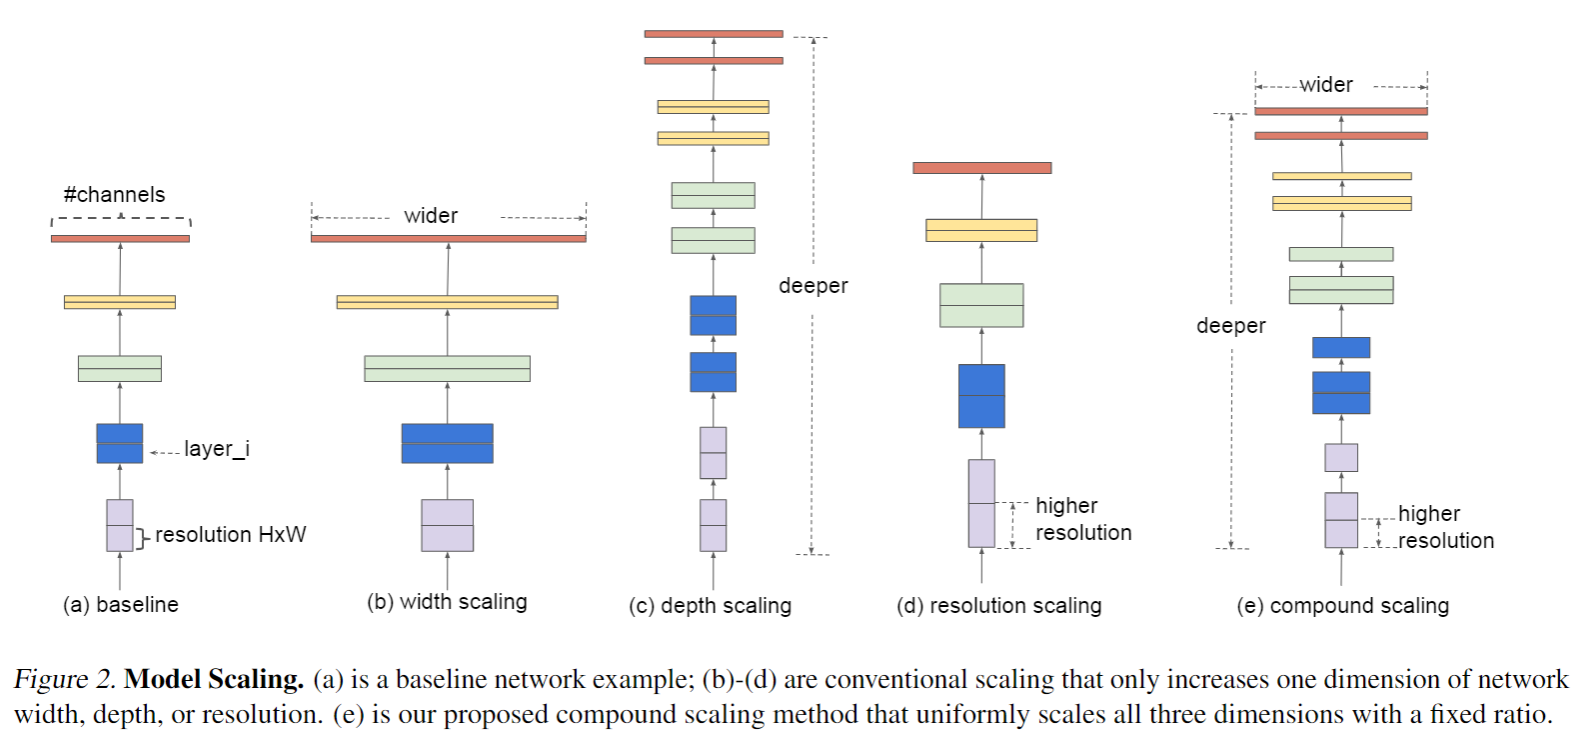 #channels
layer_i
resolution HxW
(a) baseline
wider
(b) width scaling
deeper
(c) depth scaling
higher
resolution
(d) resolution scaling
wider
deeper
higher
resolution
(e) compound scaling
Figure 2. Model Scaling. (a) is a baseline network example; (b)-(d) are conventional scaling that only increases one dimension of network
width, depth, or resolution. (e) is our proposed compound scaling method that uniformly scales all three dimensions with a fixed ratio.